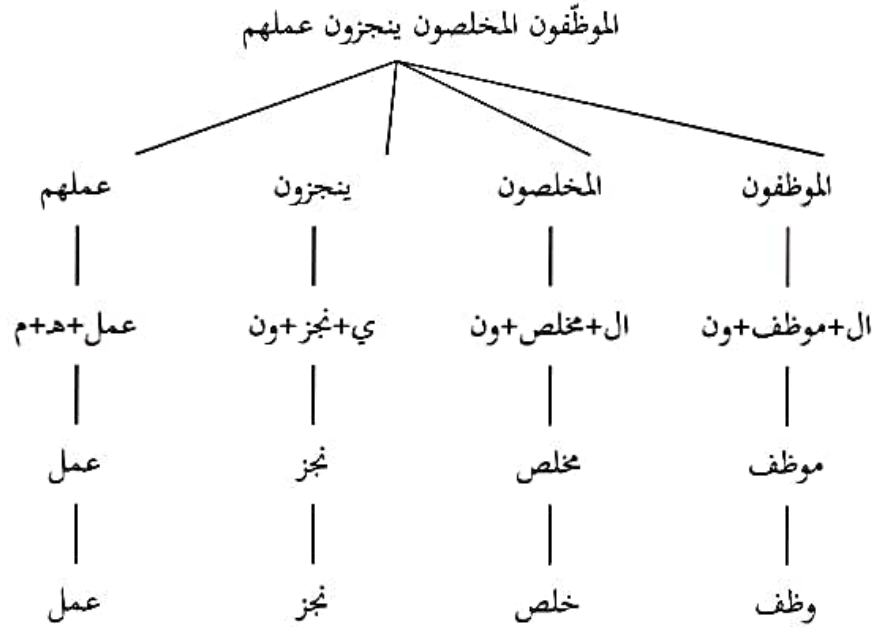 الموظّفون المخلصون ينجزون عملهم
الموظفون المخلصون ينجزون عملهم
ال+موظف+ون ال+مخلص+ون ي+نجز+ون عمل+هـ+م
موظف مخلص نجز عمل
وظف خلص نجز عمل